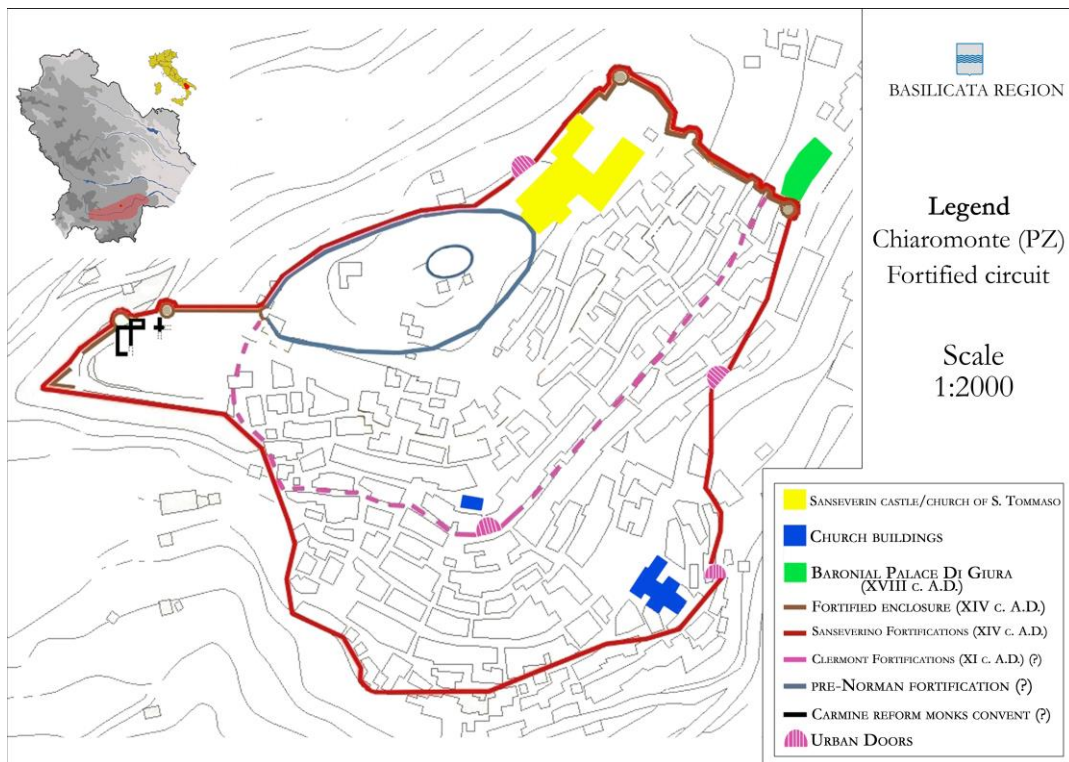 BASILICATA REGION
Legend
Chiaromonte (PZ)
Fortified circuit
Scale
1:2000
SANSEVERIN CASTLE/CHURCH OF S. TOMMASO
CHURCH BUILDINGS
BARONIAL PALACE DI GIURA
(XVIII C. A.D.)
FORTIFIED ENCLOSURE (XIV C. A.D.)
SANSEVERINO FORTIFICATIONS (XIV C. A.D.)
CLERMONT FORTIFICATIONS (XI C. A.D.) (?)
PRE-NORMAN FORTIFICATION (?)
CARMINE REFORM MONKS CONVENT (?)
URBAN DOORS